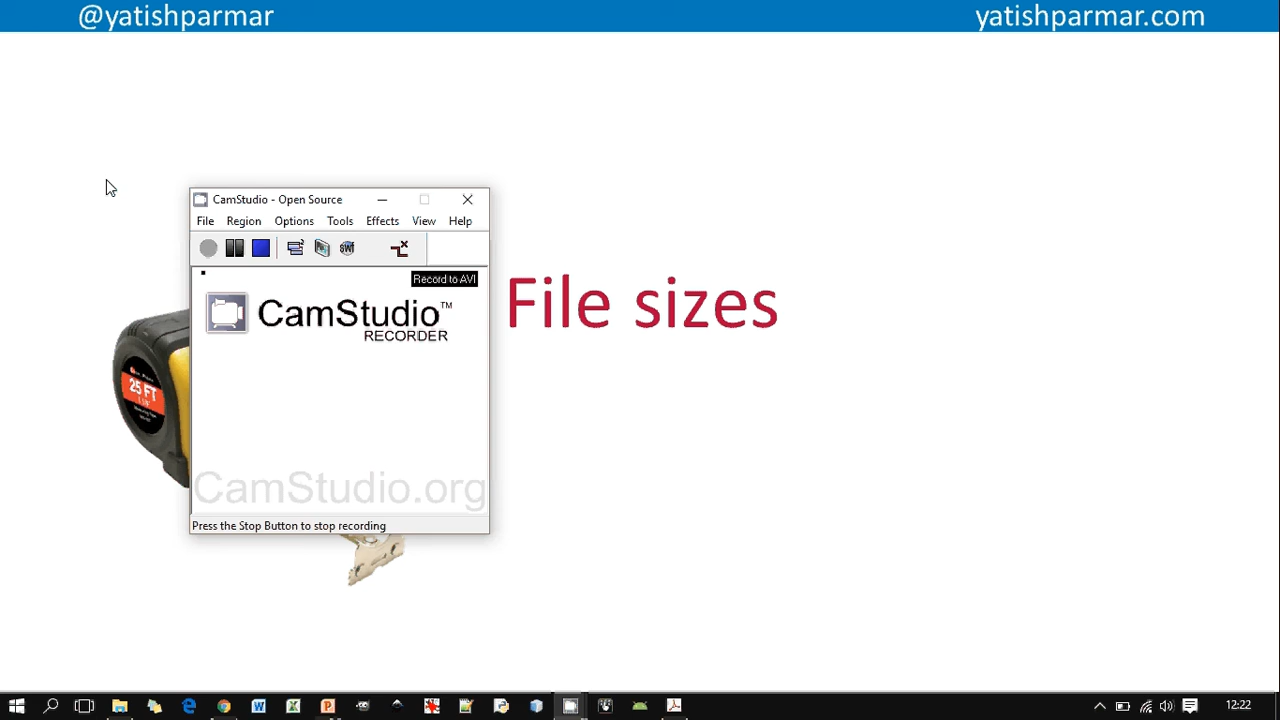 @yatishparmar
yatishparmar.com
CamStudio - Open Source
File Region Options Tools Effects View Help
Record to AVI
CamStudio™
RECORDER
File sizes
25 FT
CamStudio.org
Press the Stop Button to stop recording
12:22